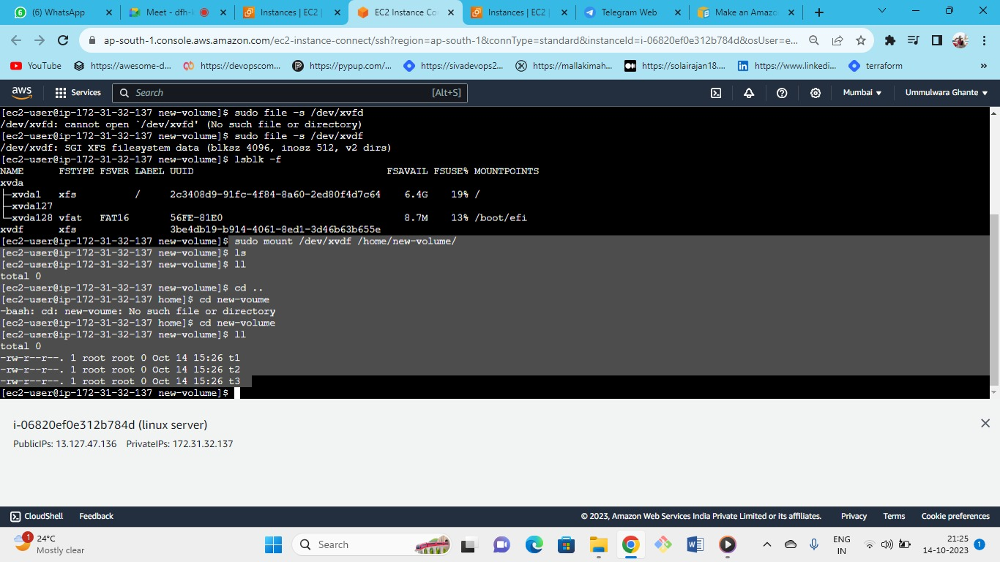 (6) WhatsApp
Meet - dfh-
Instances | EC2
EC2 Instance Co
Instances | EC2
Telegram Web
Make an Amazo
ap-south-1.console.aws.amazon.com/ec2-instance-connect/ssh?region=ap-south-1&connType=standard&instanceId=i-06820ef0e312b784d&osUser=e...
YouTube
https://awesome-d...
https://devopscom...
https://pypup.com/...
https://sivadevops2...
https://mallakimah...
https://solairajan18....
https://www.linkedi...
terraform
»
aws
Services
Search
[Alt+S]
Mumbai
Ummulwara Ghante
[ec2-user@ip-172-31-32-137 new-volume]$ sudo file -s /dev/xvfd
/dev/xvfd: cannot open `/dev/xvfd' (No such file or directory)
[ec2-user@ip-172-31-32-137 new-volume]$ sudo file -s /dev/xvdf
/dev/xvdf: SGI XFS filesystem data (blksz 4096, inosz 512, v2 dirs)
[ec2-user@ip-172-31-32-137 new-volume]$ lsblk -f
NAME FSTYPE FSVER LABEL UUID FSAVAIL FSUSE% MOUNTPOINTS
xvda
├─xvda1 xfs / 2c3408d9-91fc-4f84-8a60-2ed80f4d7c64 6.4G 19% /
├─xvda127
└─xvda128 vfat FAT16 56FE-81E0 8.7M 13% /boot/efi
xvdf xfs 3be4db19-b914-4061-8ed1-3d46b63b655e
[ec2-user@ip-172-31-32-137 new-volume]$ sudo mount /dev/xvdf /home/new-volume/
[ec2-user@ip-172-31-32-137 new-volume]$ ls
[ec2-user@ip-172-31-32-137 new-volume]$ ll
total 0
[ec2-user@ip-172-31-32-137 new-volume]$ cd ..
[ec2-user@ip-172-31-32-137 home]$ cd new-voume
-bash: cd: new-voume: No such file or directory
[ec2-user@ip-172-31-32-137 home]$ cd new-volume
[ec2-user@ip-172-31-32-137 new-volume]$ ll
total 0
-rw-r--r--. 1 root root 0 Oct 14 15:26 t1
-rw-r--r--. 1 root root 0 Oct 14 15:26 t2
-rw-r--r--. 1 root root 0 Oct 14 15:26 t3
[ec2-user@ip-172-31-32-137 new-volume]$
i-06820ef0e312b784d (linux server)
PublicIPs: 13.127.47.136 PrivateIPs: 172.31.32.137
CloudShell
Feedback
© 2023, Amazon Web Services India Private Limited or its affiliates.
Privacy
Terms
Cookie preferences
1
24°C
Mostly clear
Search
ENG
IN
21:25
14-10-2023
1